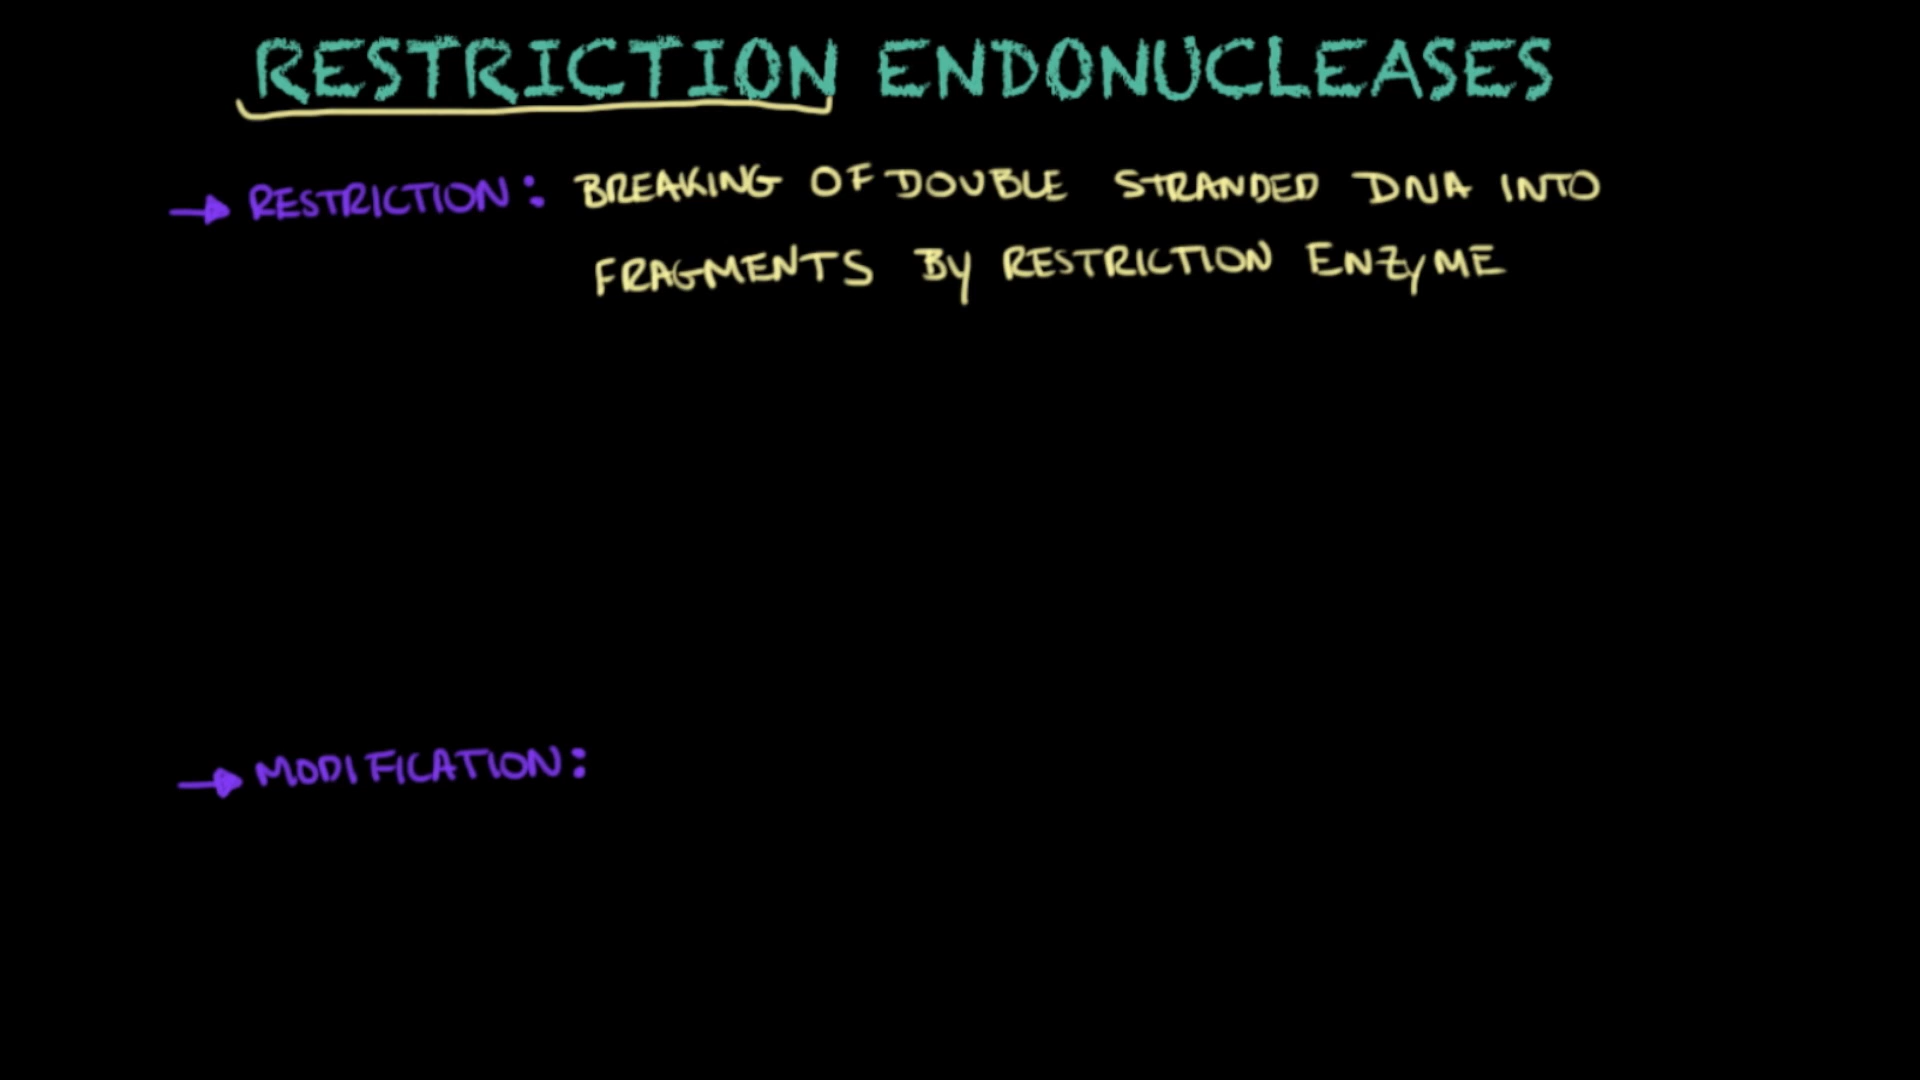 RESTRICTION ENDONUCLEASES
→ RESTRICTION: BREAKING OF DOUBLE STRANDED DNA INTO
FRAGMENTS BY RESTRICTION ENZYME
→ MODIFICATION: